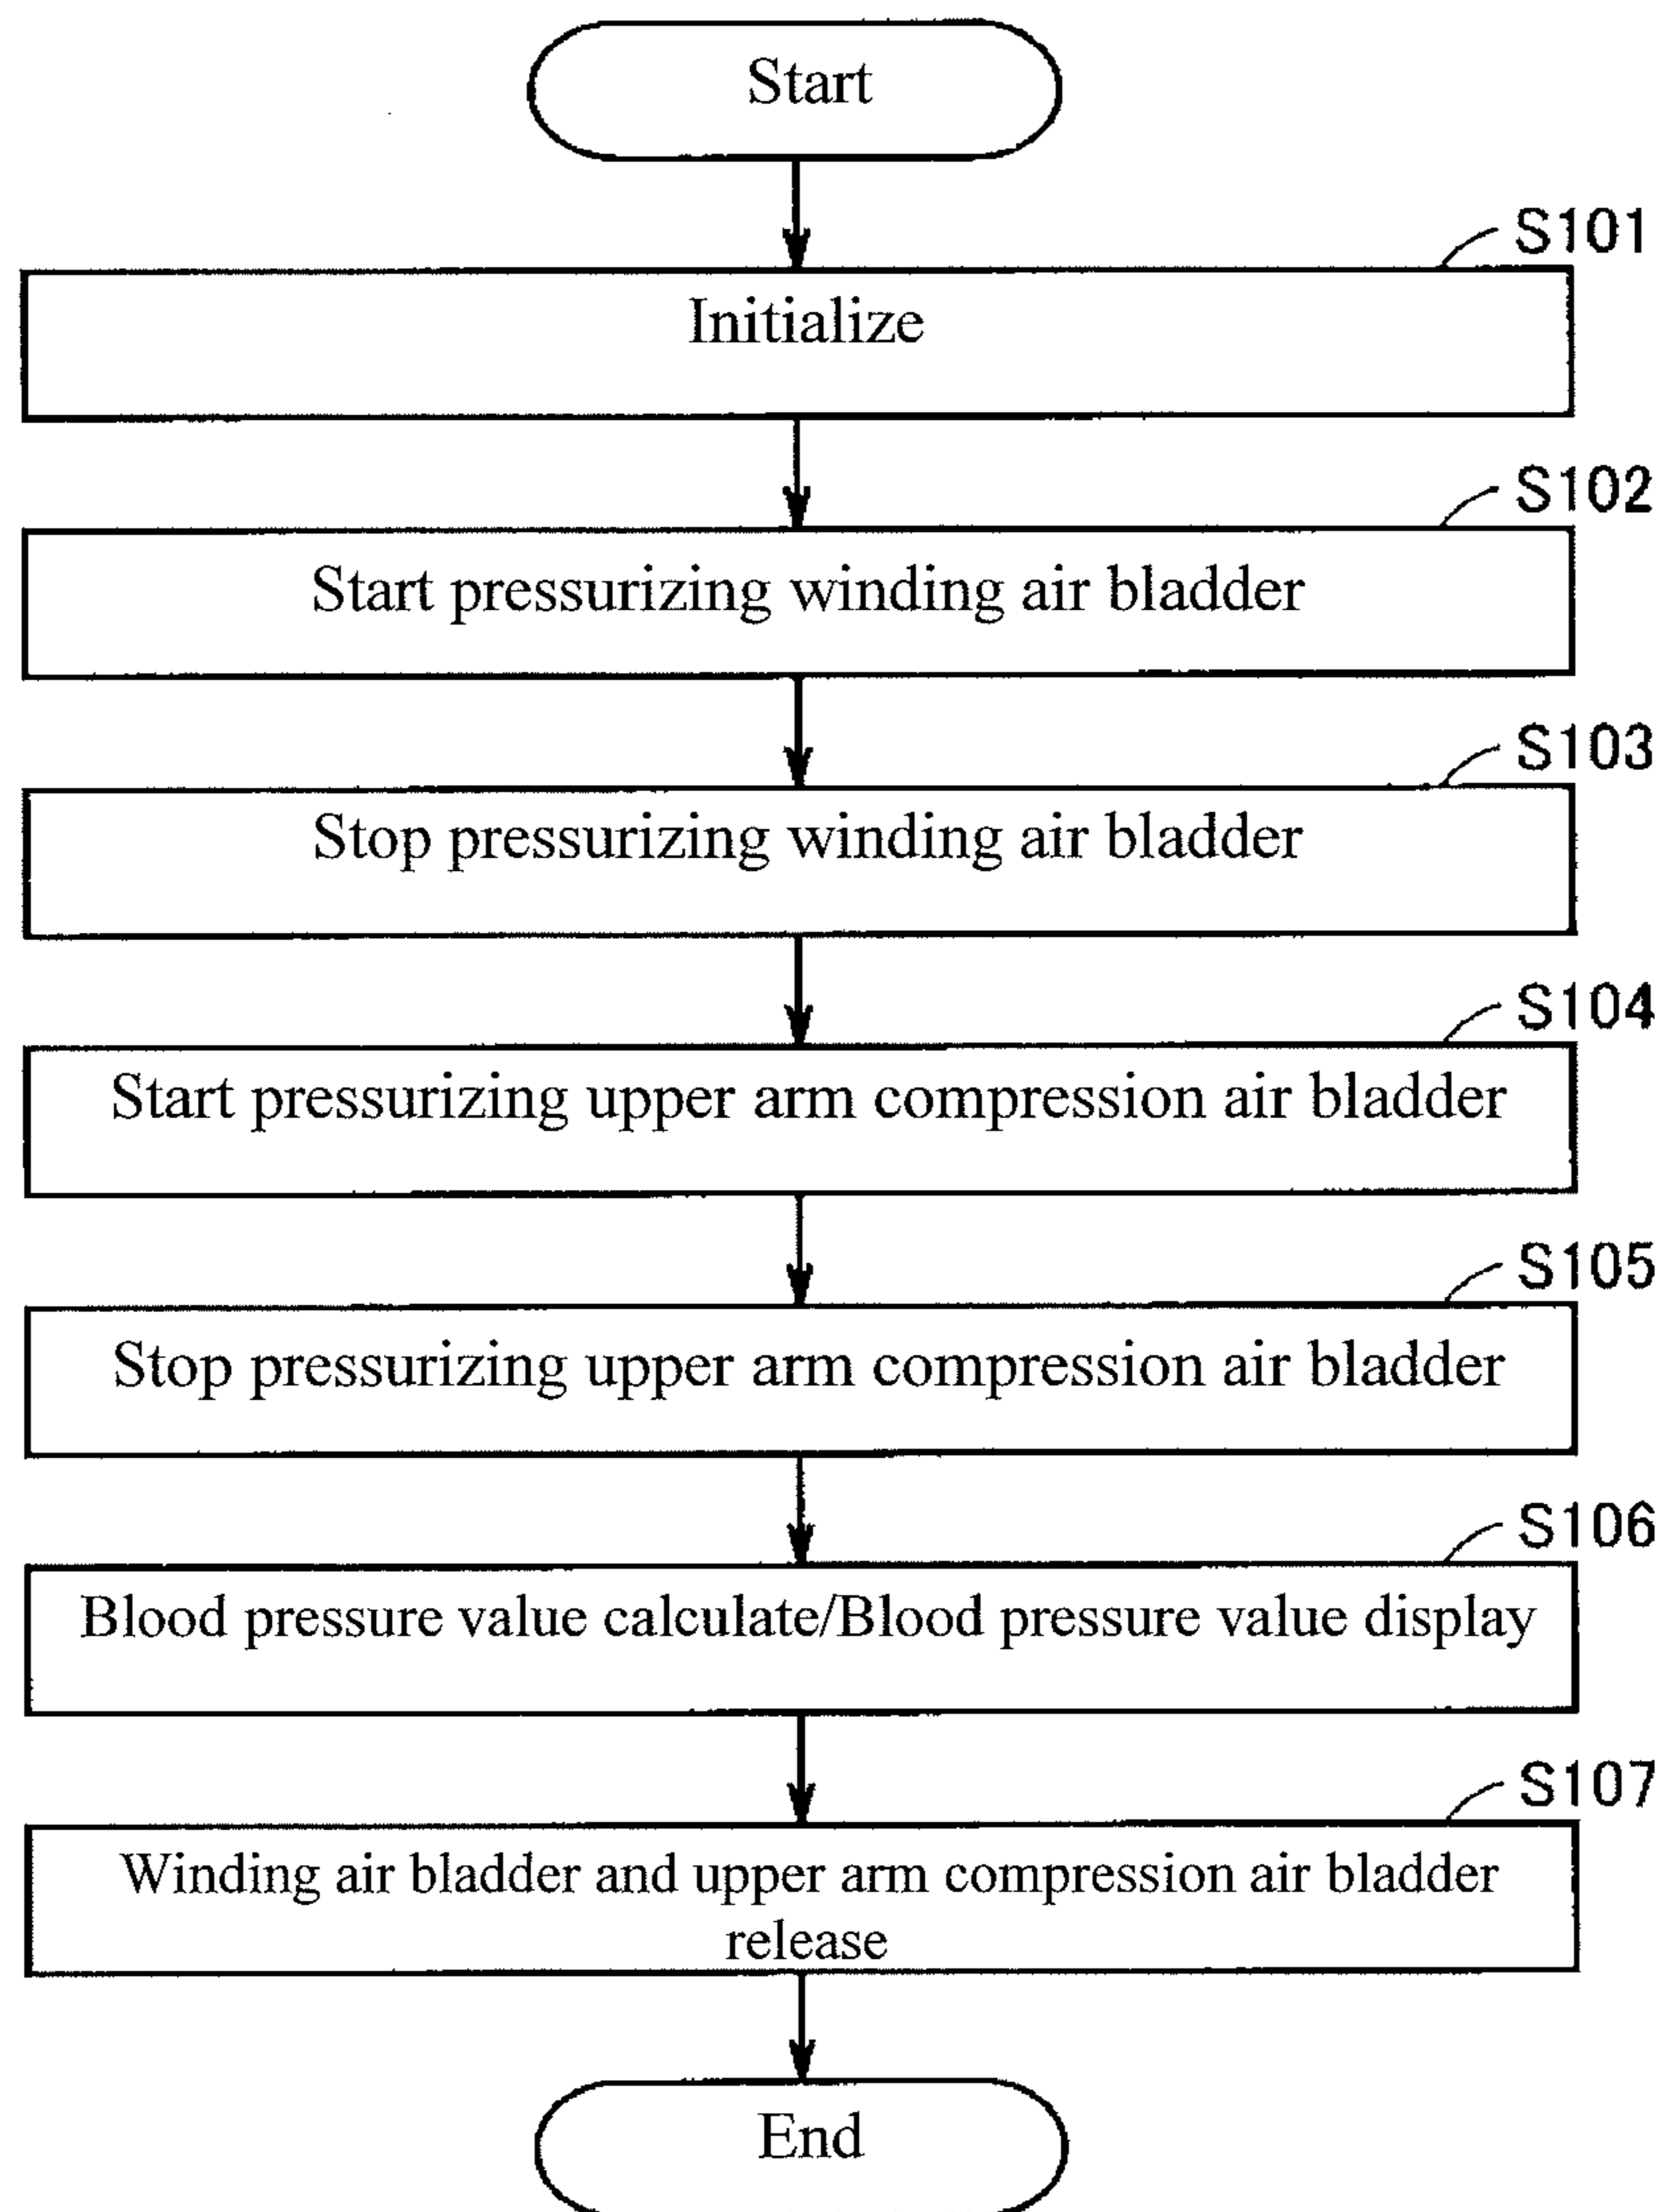 Start
S101
Initialize
S102
Start pressurizing winding air bladder
S103
Stop pressurizing winding air bladder
S104
Start pressurizing upper arm compression air bladder
S105
Stop pressurizing upper arm compression air bladder
S106
Blood pressure value calculate/Blood pressure value display
S107
Winding air bladder and upper arm compression air bladder
release
End